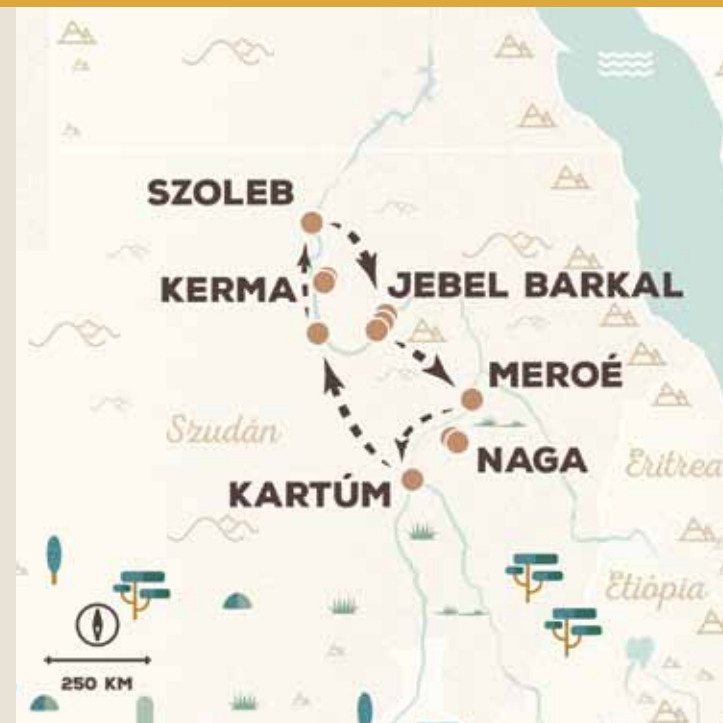 SZOLEB
KERMA
JEBEL BARKAL
MEROÉ
Szudán
NAGA
Eritrea
KARTÚM
Etiópia
250 KM